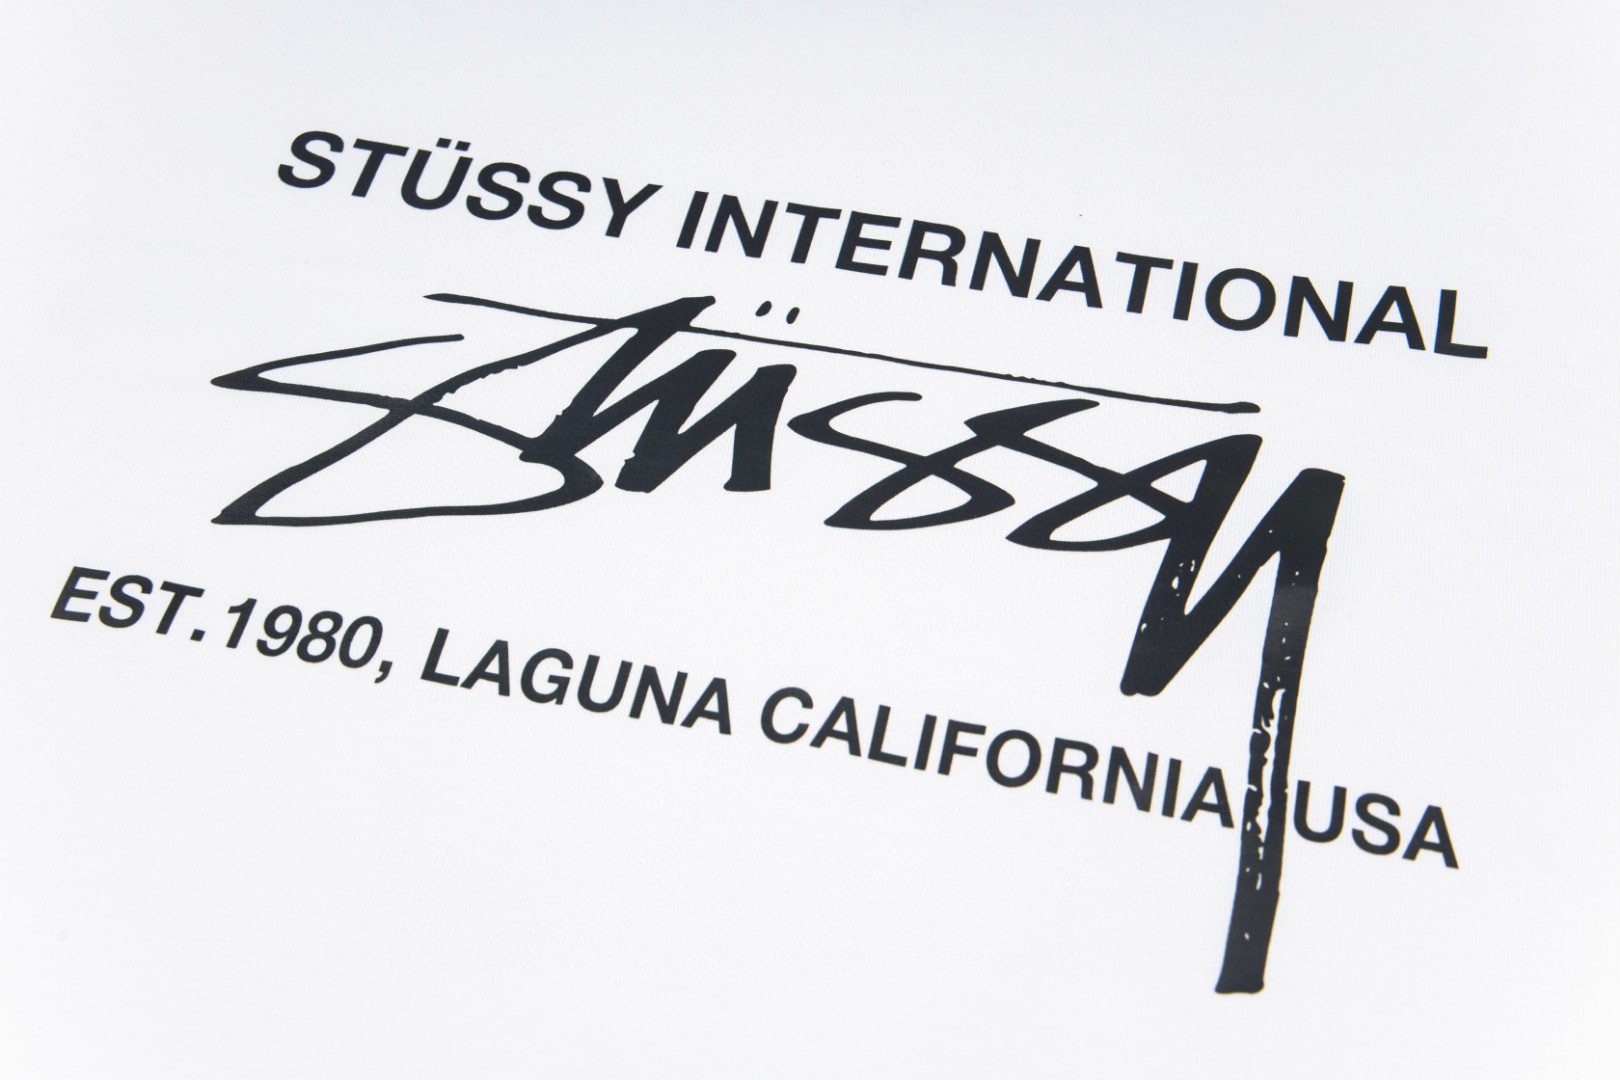 STÜSSY INTERNATIONAL
Stüssy
EST.1980, LAGUNA CALIFORNIA USA